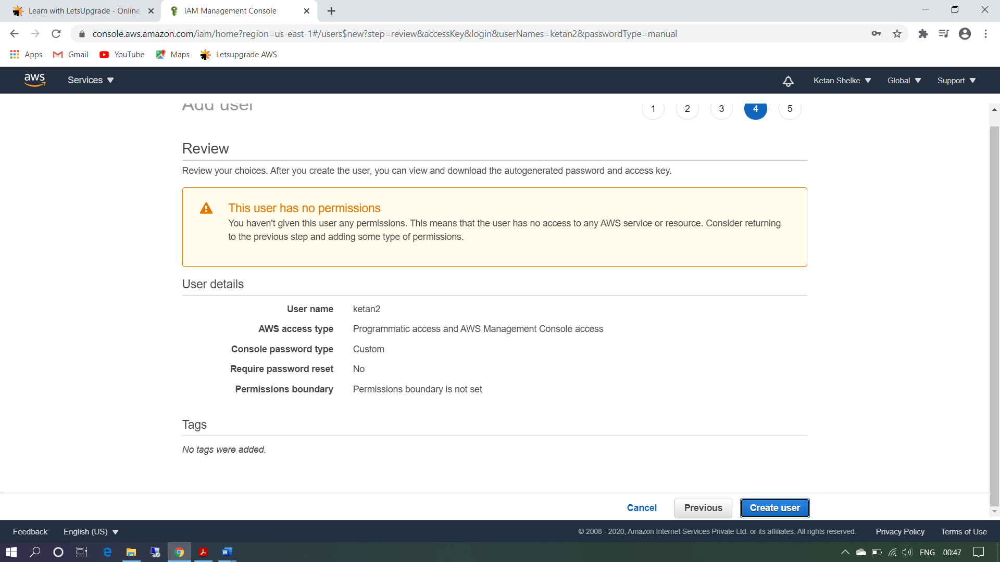 Learn with LetsUpgrade - Online
IAM Management Console
console.aws.amazon.com/iam/home?region=us-east-1#/users$new?step=review&accessKey&login&userNames=ketan2&passwordType=manual
Apps
Gmail
YouTube
Maps
Letsupgrade AWS
aws
Services
Ketan Shelke
Global
Support
Add user
1
2
3
4
5
Review
Review your choices. After you create the user, you can view and download the autogenerated password and access key.
This user has no permissions
You haven't given this user any permissions. This means that the user has no access to any AWS service or resource. Consider returning
to the previous step and adding some type of permissions.
User details
User name ketan2
AWS access type Programmatic access and AWS Management Console access
Console password type Custom
Require password reset No
Permissions boundary Permissions boundary is not set
Tags
No tags were added.
Cancel
Previous
Create user
Feedback
English (US)
© 2008 - 2020, Amazon Internet Services Private Ltd. or its affiliates. All rights reserved.
Privacy Policy
Terms of Use
ENG
00:47